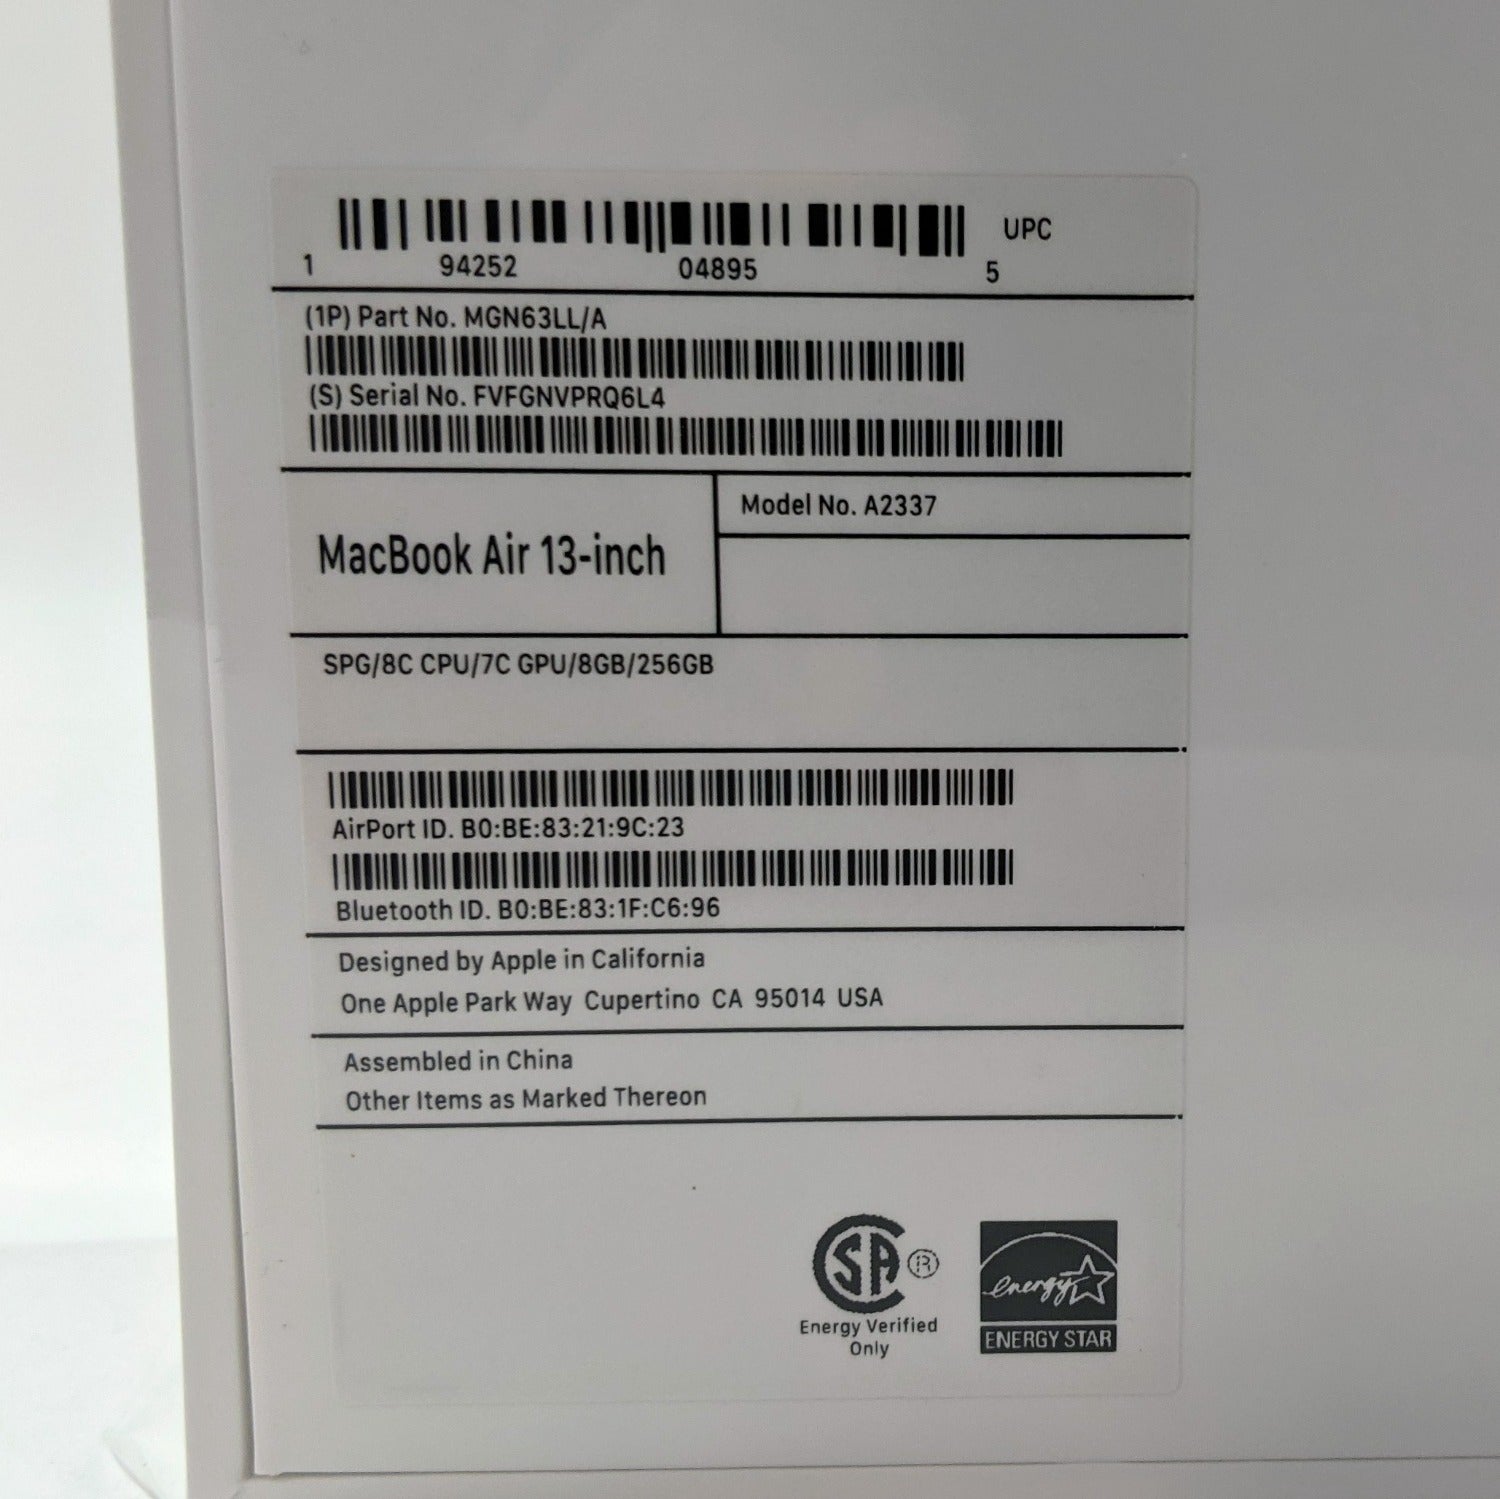 1 94252 04895 5 UPC
(1P) Part No. MGN63LL/A
(S) Serial No. FVFGNVPRQ6L4
MacBook Air 13-inch
Model No. A2337
SPG/8C CPU/7C GPU/8GB/256GB
AirPort ID. B0:BE:83:21:9C:23
Bluetooth ID. B0:BE:83:1F:C6:96
Designed by Apple in California
One Apple Park Way Cupertino CA 95014 USA
Assembled in China
Other Items as Marked Thereon
SA ®
Energy Verified
Only
energy
ENERGY STAR